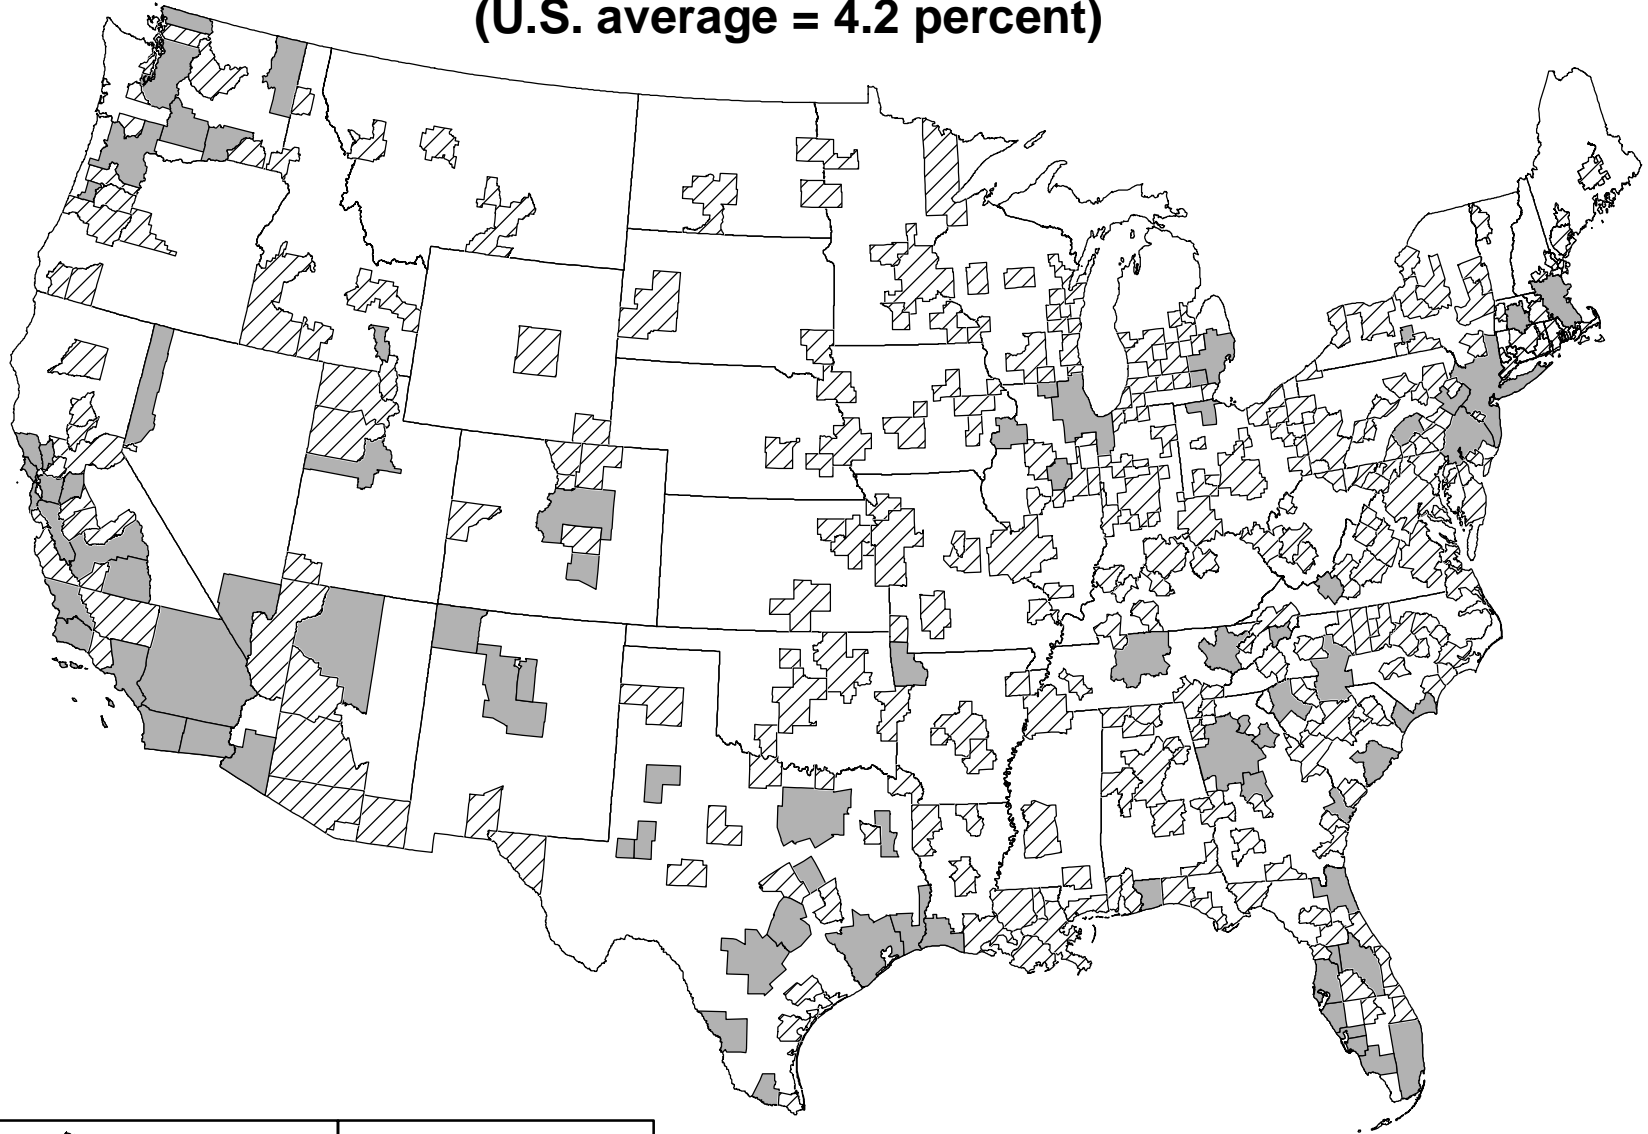 (U.S. average = 4.2 percent)